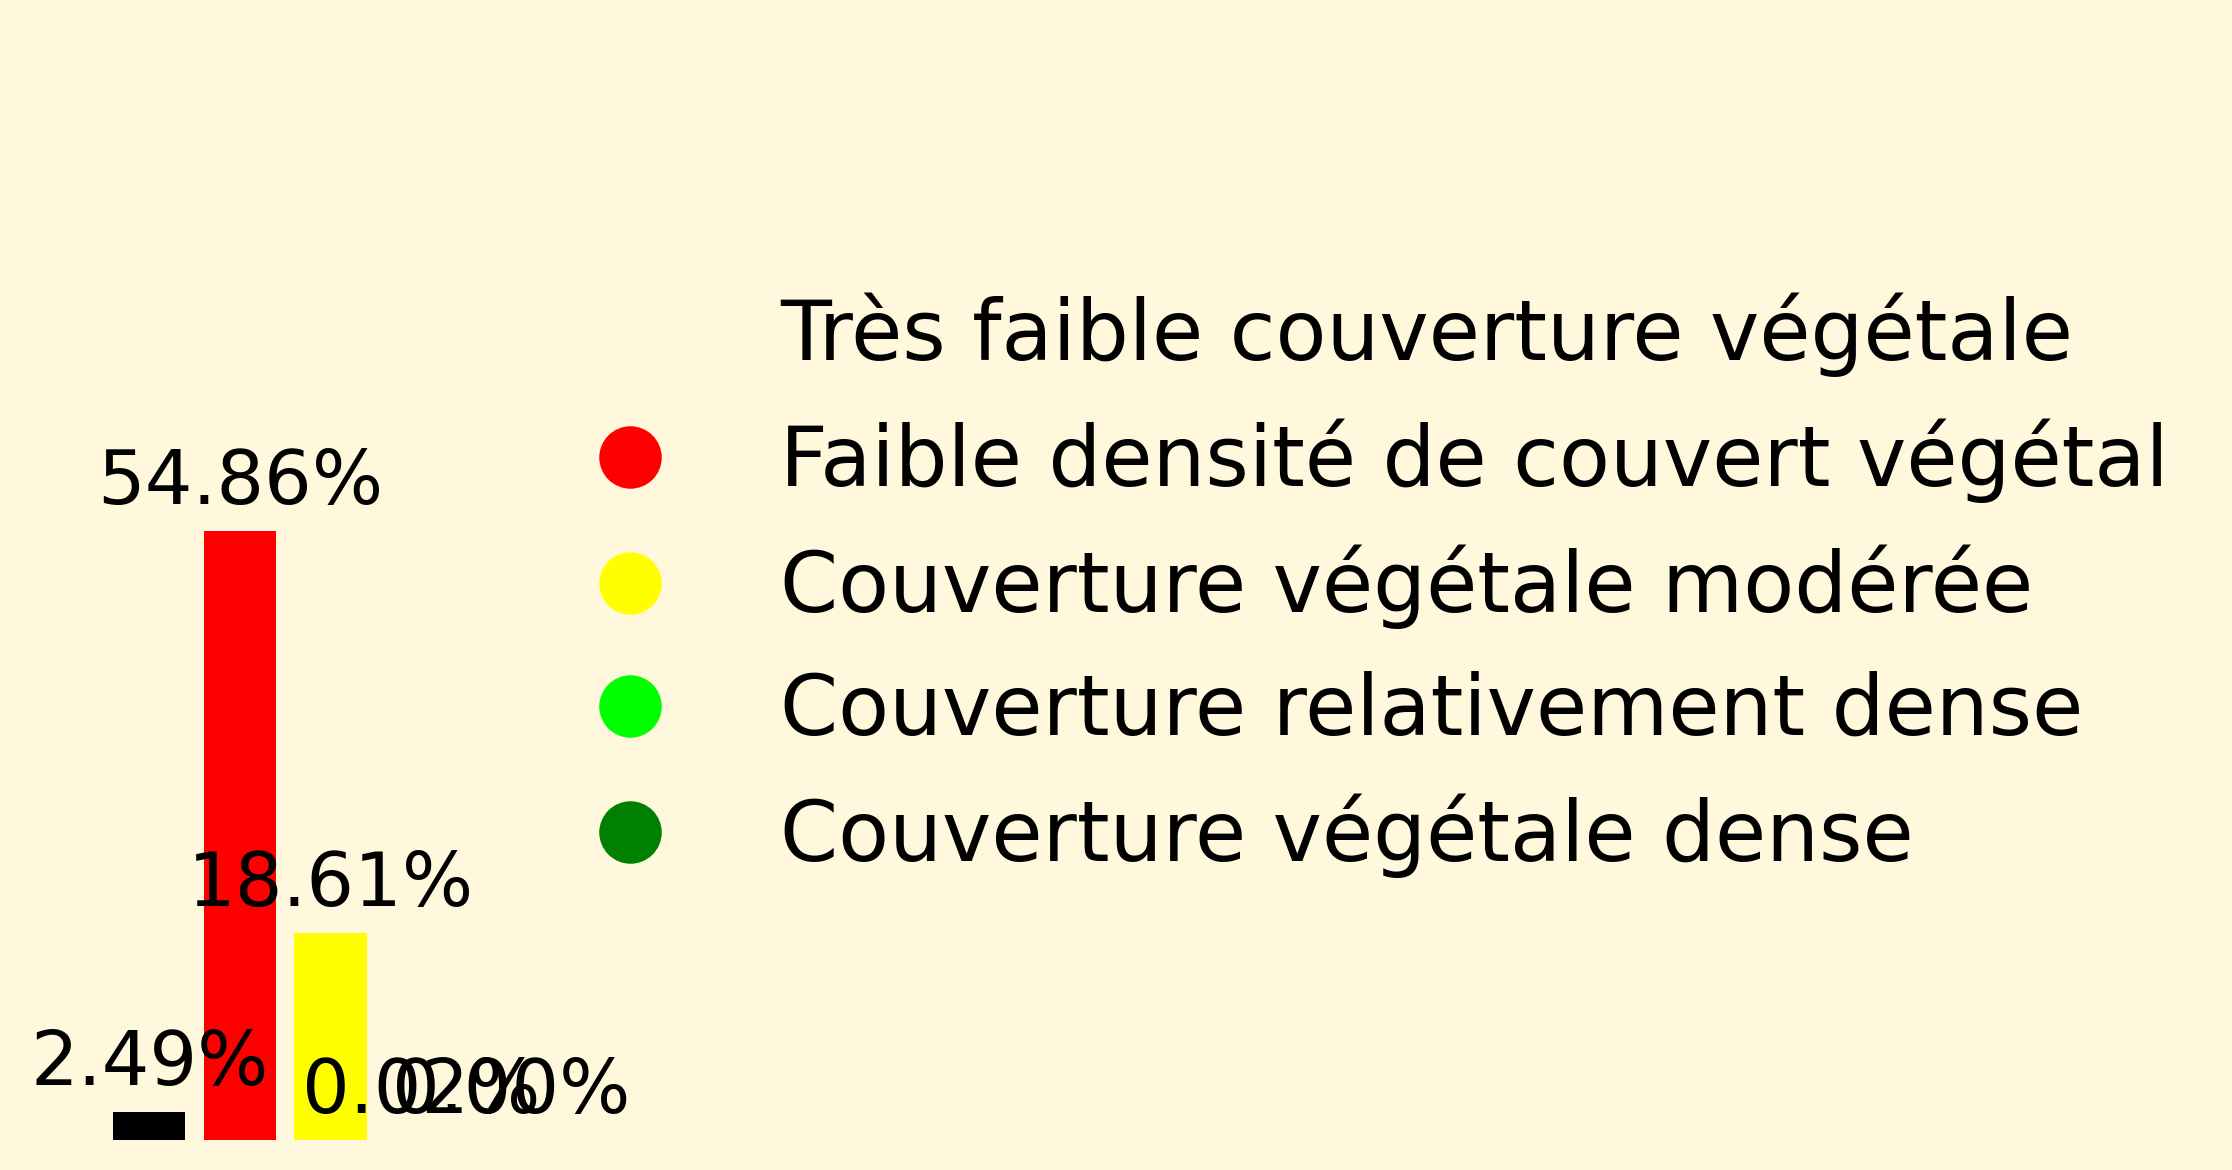 Très faible couverture végétale
Faible densité de couvert végétal
54.86%
Couverture végétale modérée
Couverture relativement dense
Couverture végétale dense
18.61%
2.49%
0.02%
0.00%